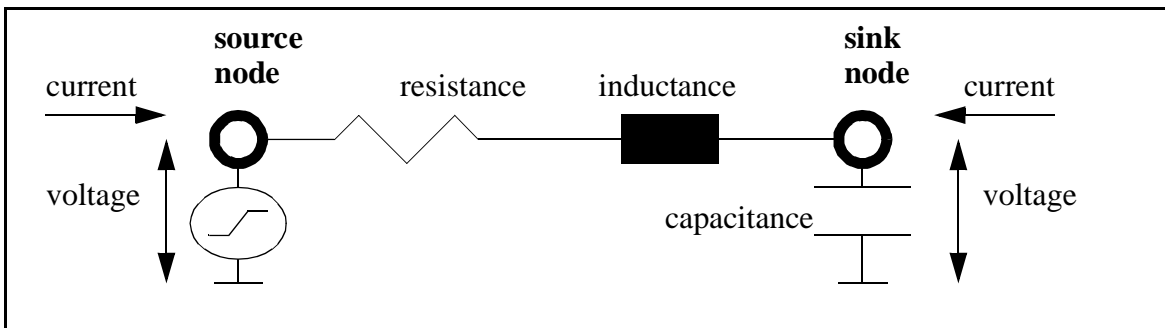 source
node
sink
node
current
resistance
inductance
current
voltage
capacitance
voltage